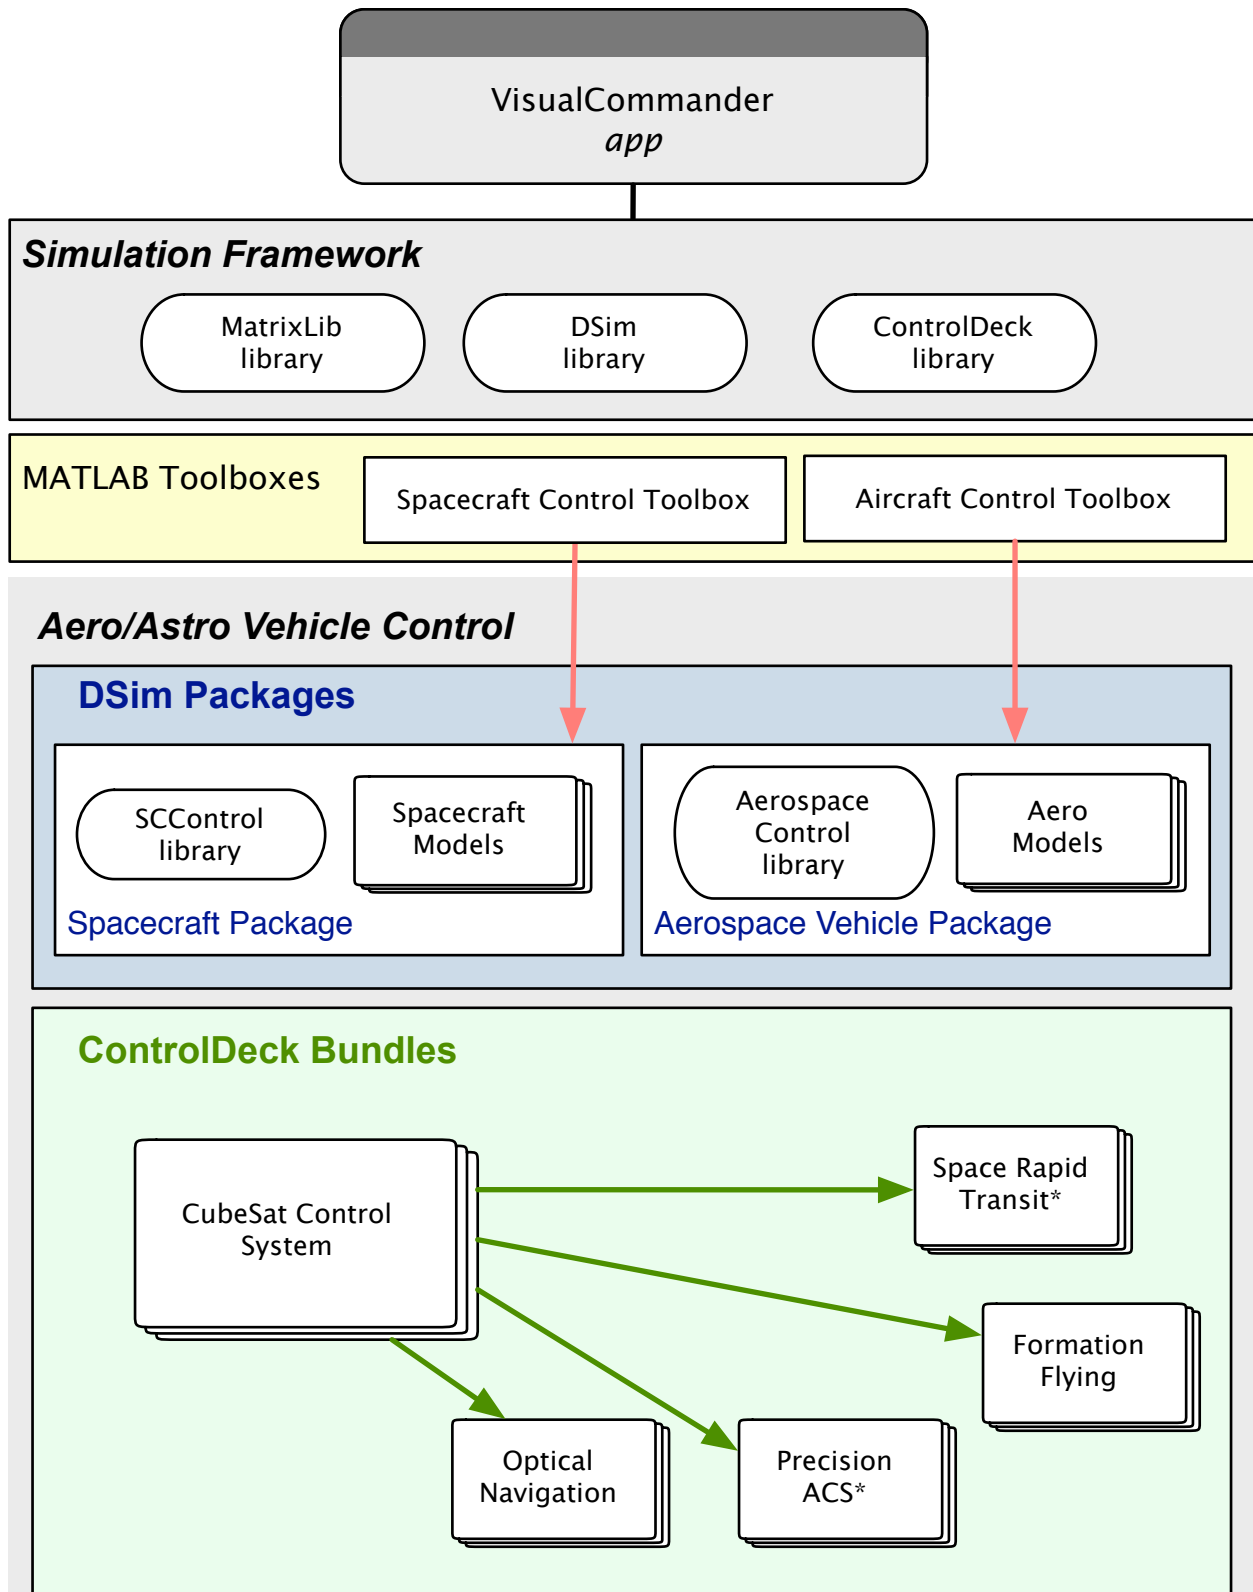 VisualCommander
app
Simulation Framework
MatrixLib
library
DSim
library
ControlDeck
library
MATLAB Toolboxes
Spacecraft Control Toolbox
Aircraft Control Toolbox
Aero/Astro Vehicle Control
DSim Packages
SCControl
library
Spacecraft
Models
Spacecraft Package
Aerospace
Control
library
Aero
Models
Aerospace Vehicle Package
ControlDeck Bundles
CubeSat Control
System
Space Rapid
Transit*
Formation
Flying
Optical
Navigation
Precision
ACS*